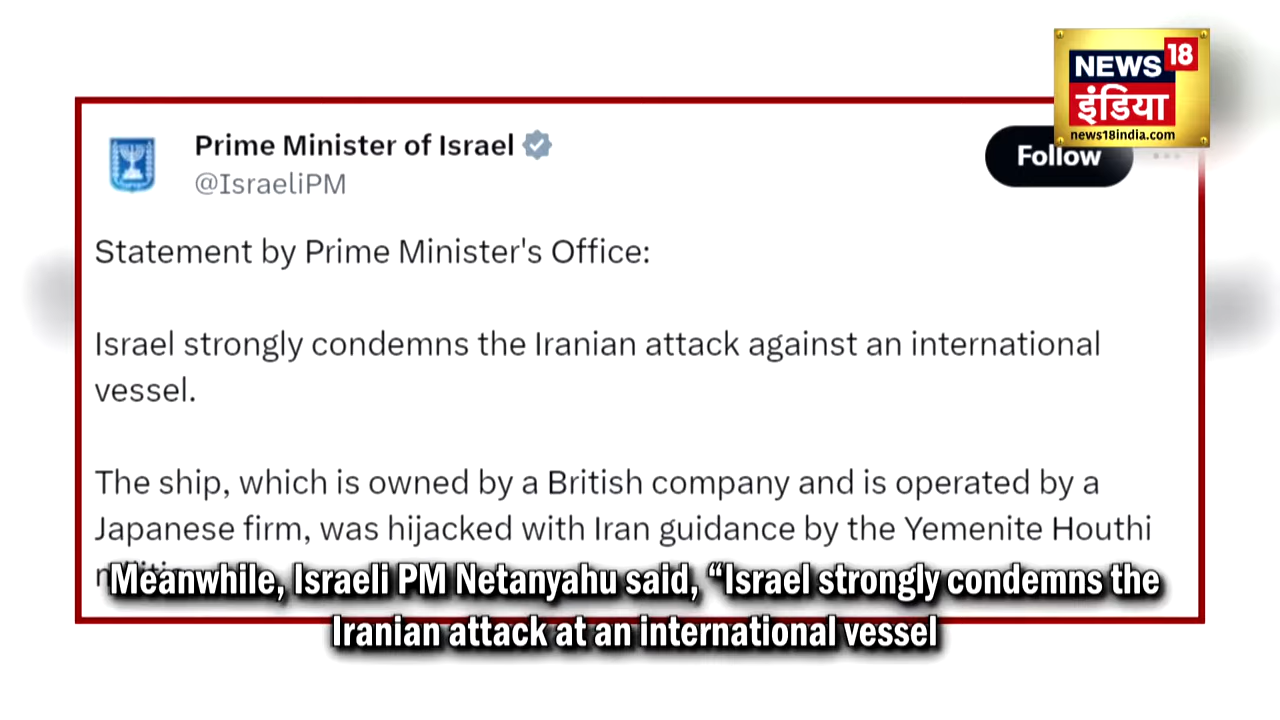 NEWS 18
इंडिया
news18india.com
Prime Minister of Israel
@IsraeliPM
Follow
Statement by Prime Minister's Office:
Israel strongly condemns the Iranian attack against an international
vessel.
The ship, which is owned by a British company and is operated by a
Japanese firm, was hijacked with Iran guidance by the Yemenite Houthi
Meanwhile, Israeli PM Netanyahu said, “Israel strongly condemns the
Iranian attack at an international vessel